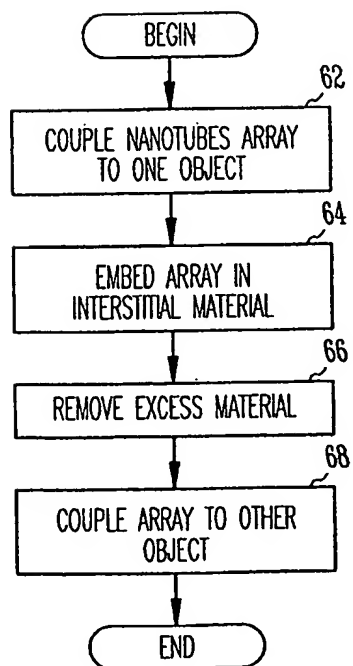 BEGIN
62
COUPLE NANOTUBES ARRAY
TO ONE OBJECT
64
EMBED ARRAY IN
INTERSTITIAL MATERIAL
66
REMOVE EXCESS MATERIAL
68
COUPLE ARRAY TO OTHER
OBJECT
END